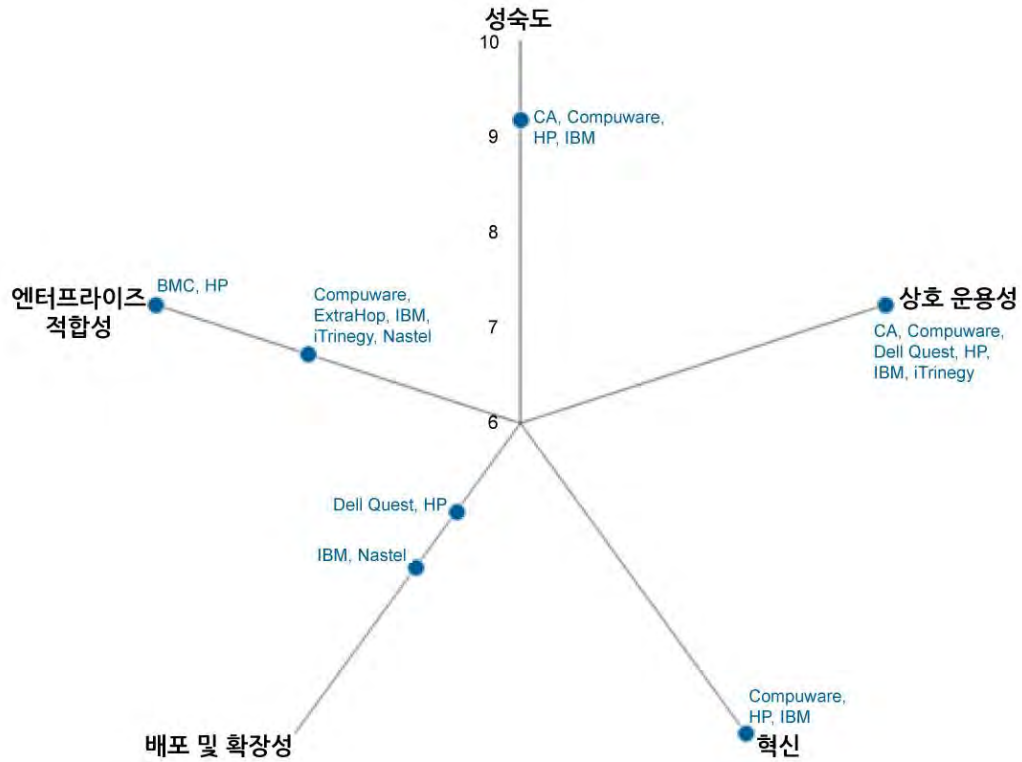 성숙도
10
CA, Compuware,
HP, IBM
9
8
7
6
엔터프라이즈
적합성
BMC, HP
Compuware,
ExtraHop, IBM,
iTrinegy, Nastel
상호 운용성
CA, Compuware,
Dell Quest, HP,
IBM, iTrinegy
Dell Quest, HP
IBM, Nastel
배포 및 확장성
Compuware,
HP, IBM
혁신